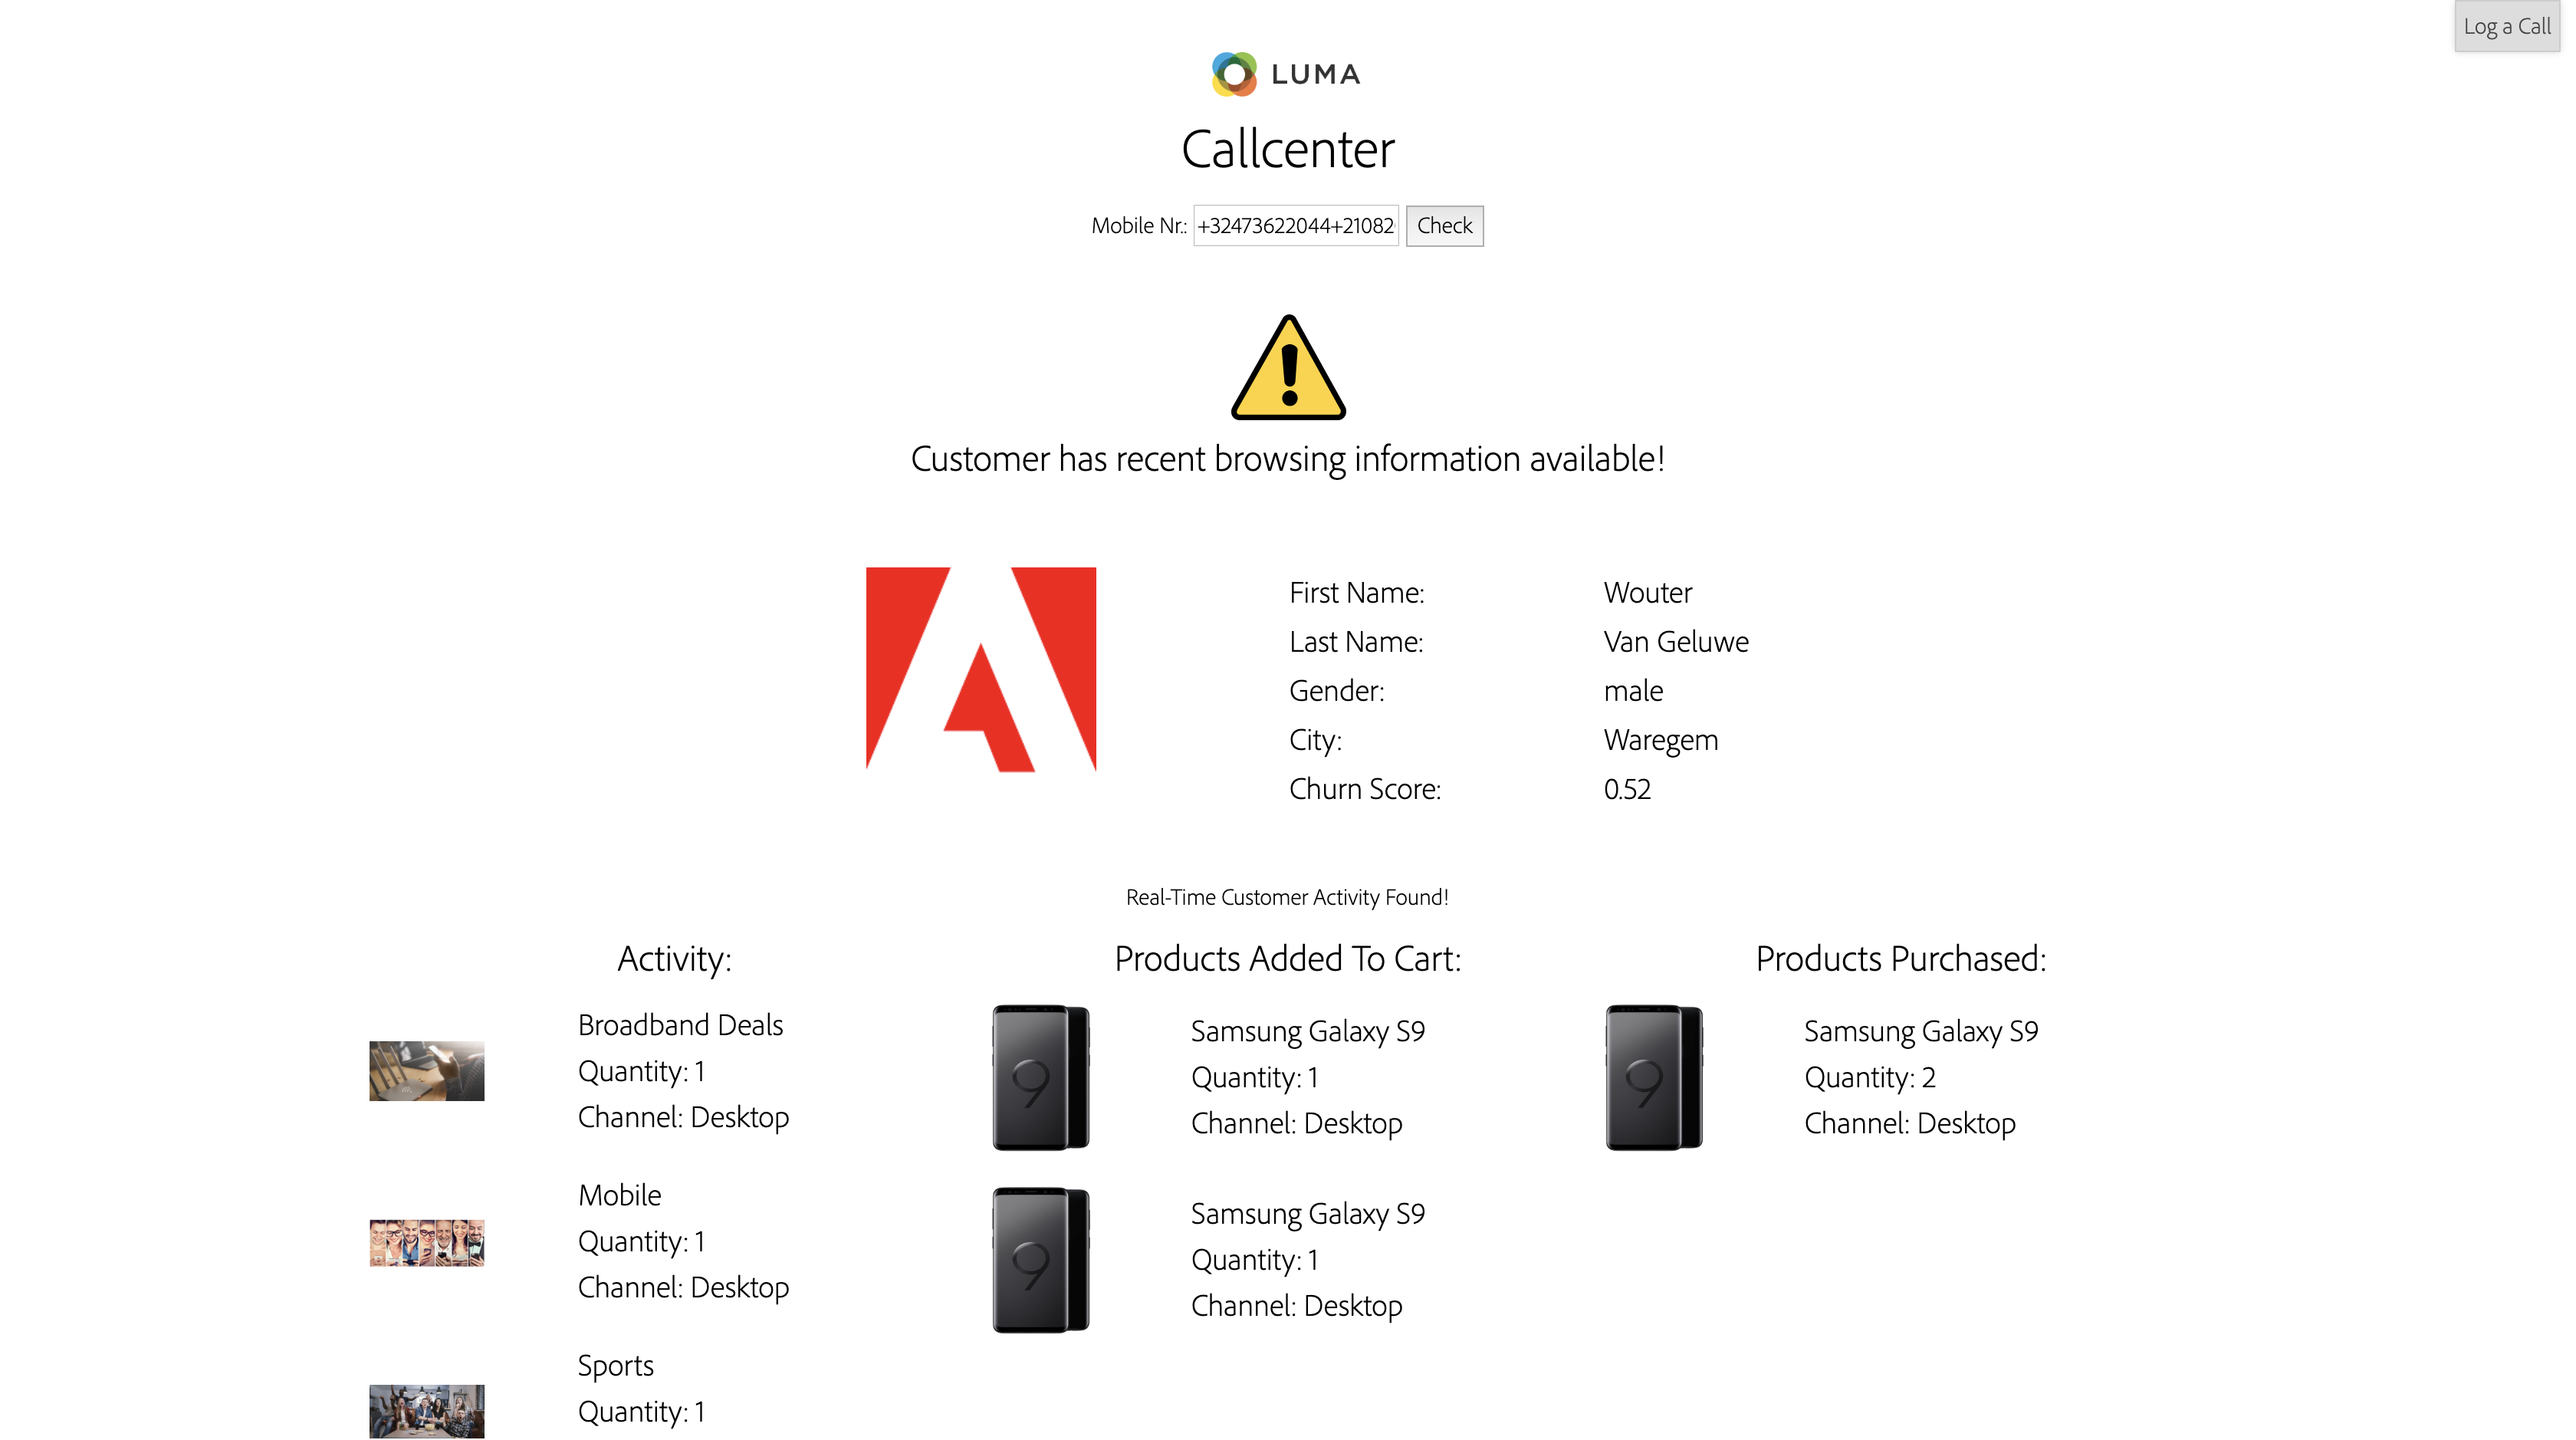 Log a Call
LUMA
Callcenter
Mobile Nr.: +32473622044+21082 Check
Customer has recent browsing information available!
First Name: Wouter
Last Name: Van Geluwe
Gender: male
City: Waregem
Churn Score: 0.52
Real-Time Customer Activity Found!
Activity:
Broadband Deals
Quantity: 1
Channel: Desktop
Mobile
Quantity: 1
Channel: Desktop
Sports
Quantity: 1
Products Added To Cart:
9
Samsung Galaxy S9
Quantity: 1
Channel: Desktop
9
Samsung Galaxy S9
Quantity: 1
Channel: Desktop
Products Purchased:
9
Samsung Galaxy S9
Quantity: 2
Channel: Desktop